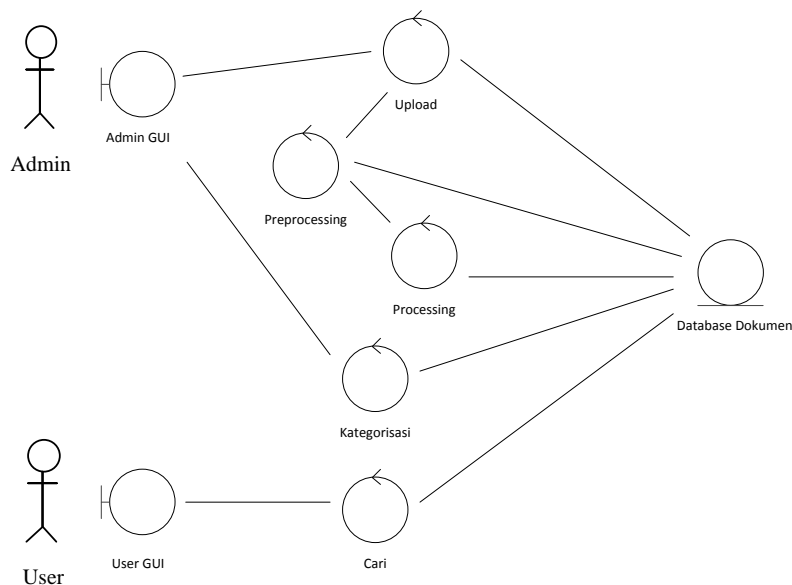 Upload
Admin GUI
Admin
Preprocessing
Processing
Database Dokumen
Kategorisasi
User GUI
Cari
User